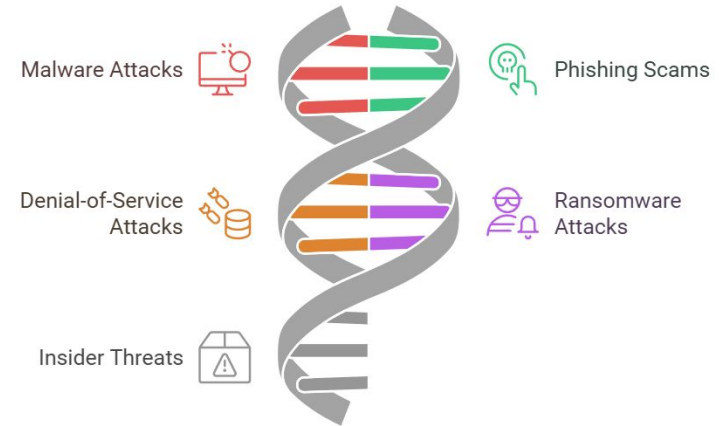 Malware Attacks
Phishing Scams
Denial-of-Service
Attacks
Ransomware
Attacks
Insider Threats